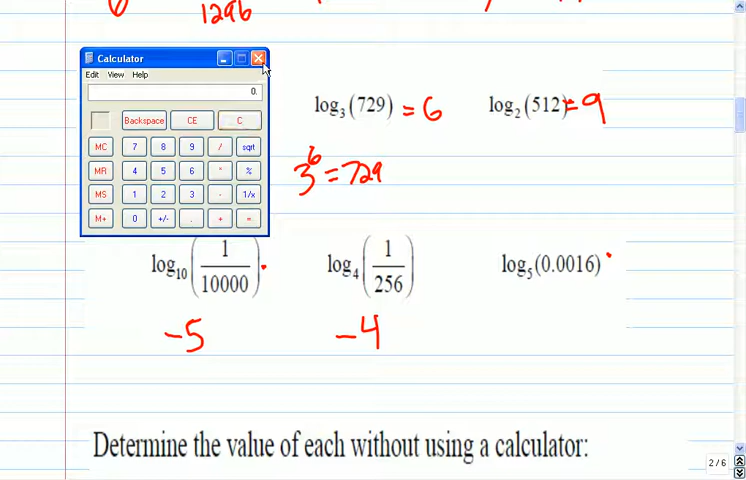 1296
Calculator
Edit View Help
0.
Backspace CE C
MC 7 8 9 / sqrt
MR 4 5 6 * %
MS 1 2 3 - 1/x
M+ 0 +/- . + =
log₃(729) = 6 log₂(512) = 9
3⁶ = 729
log₁₀(1/10000) log₄(1/256) log₅(0.0016)
-5 -4
Determine the value of each without using a calculator:
2 / 6